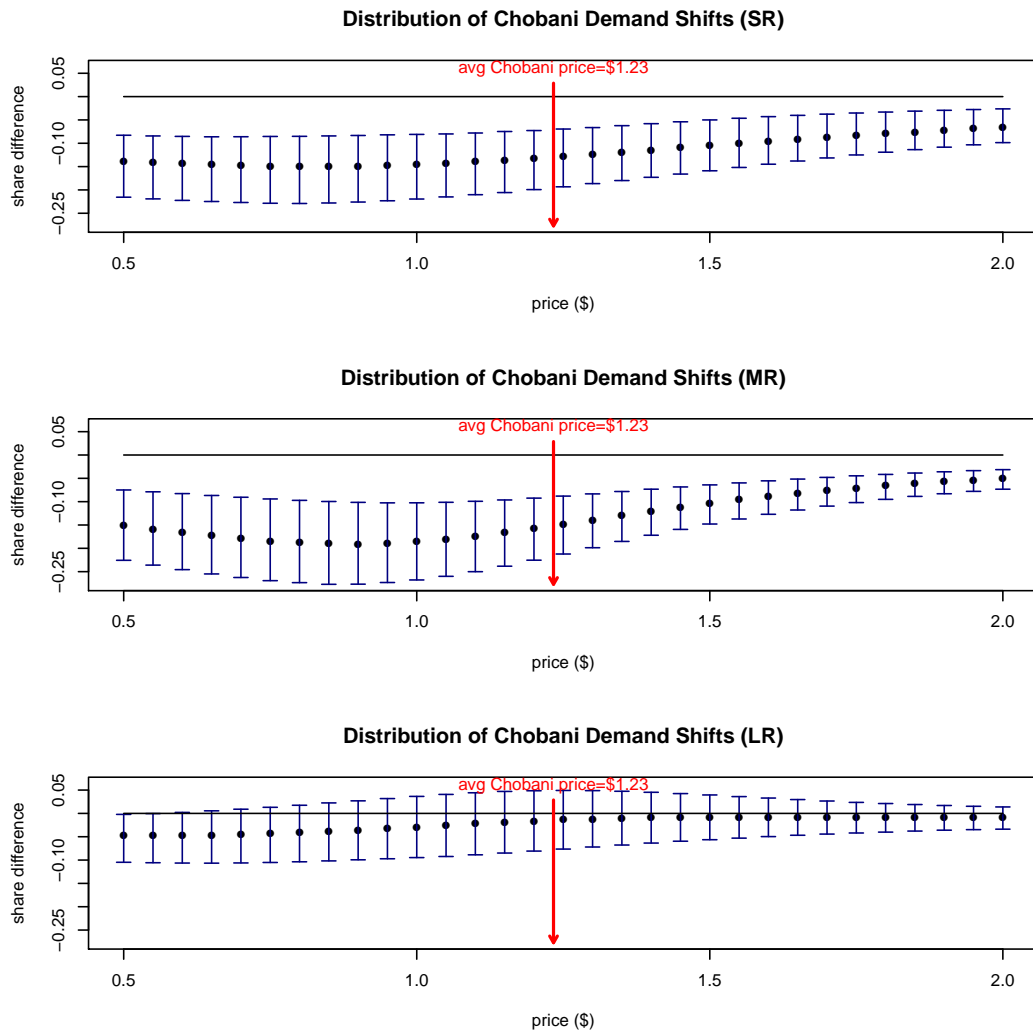 Distribution of Chobani Demand Shifts (SR)
avg Chobani price=$1.23
share difference
0.05
−0.10
−0.25
0.5 1.0 1.5 2.0
price ($)
Distribution of Chobani Demand Shifts (MR)
avg Chobani price=$1.23
share difference
0.05
−0.10
−0.25
0.5 1.0 1.5 2.0
price ($)
Distribution of Chobani Demand Shifts (LR)
avg Chobani price=$1.23
share difference
0.05
−0.10
−0.25
0.5 1.0 1.5 2.0
price ($)